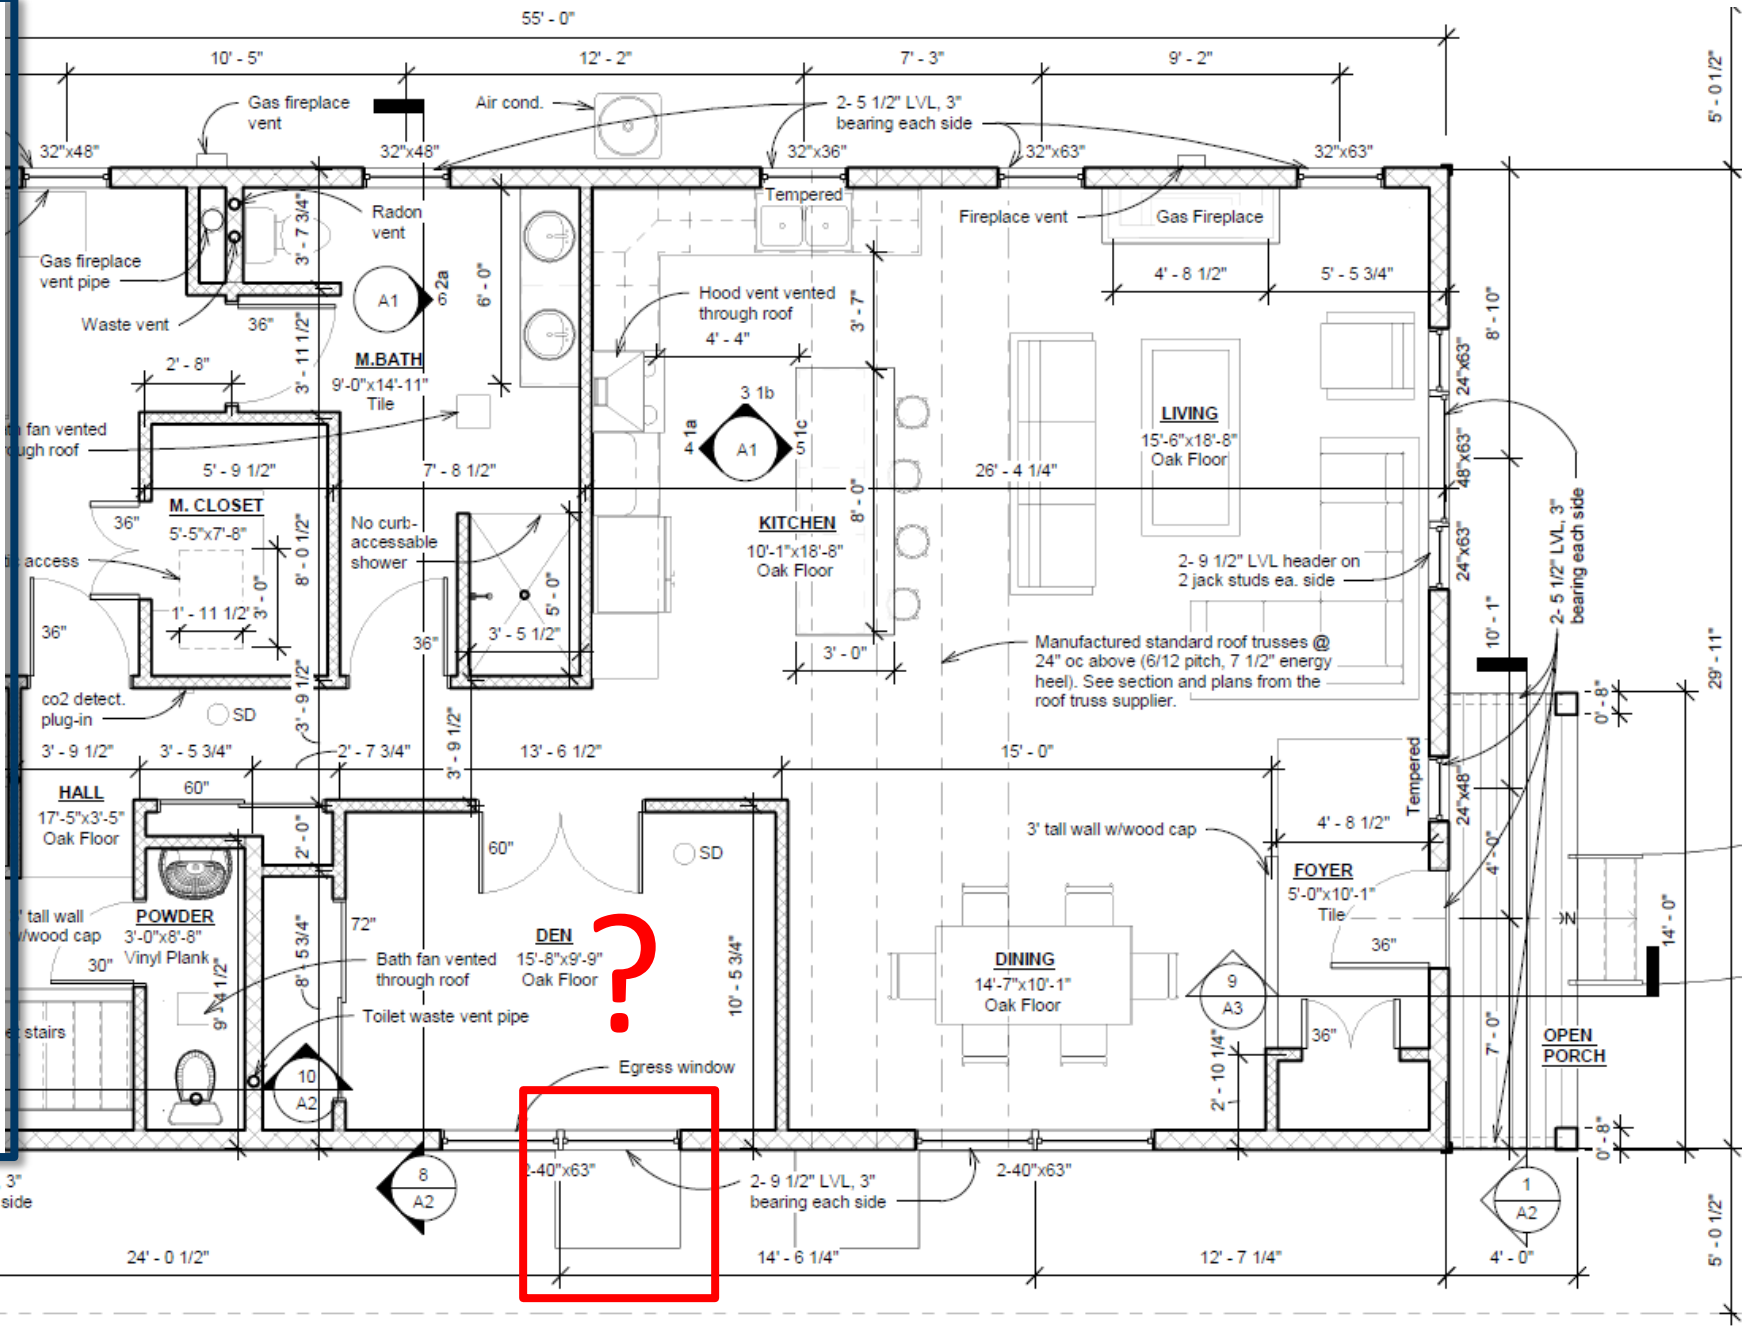 55' - 0"
10' - 5"
12' - 2"
7' - 3"
9' - 2"
5' - 0 1/2"
Gas fireplace
vent
Air cond.
2- 5 1/2" LVL, 3"
bearing each side
32"x48"
32"x48"
32"x36"
32"x63"
32"x63"
Tempered
Radon
vent
3' - 7 3/4"
Fireplace vent
Gas Fireplace
Gas fireplace
vent pipe
A1
2a
6
6' - 0"
4' - 8 1/2"
5' - 5 3/4"
Hood vent vented
through roof
3' - 7"
8' - 10"
Waste vent
36"
3' - 11 1/2"
4' - 4"
2' - 8"
M.BATH
9'-0"x14'-11"
Tile
24"x63"
3 1b
1a
4
A1
1c
5
LIVING
15'-6"x18'-8"
Oak Floor
fan vented
roof
5' - 9 1/2"
7' - 8 1/2"
26' - 4 1/4"
48"x63"
M. CLOSET
5'-5"x7'-8"
36"
8' - 0 1/2"
No curb-
accessable
shower
KITCHEN
10'-1"x18'-8"
Oak Floor
8' - 0"
2- 9 1/2" LVL header on
2 jack studs ea. side
24"x63"
2- 5 1/2" LVL, 3"
bearing each side
access
3' - 0"
1' - 11 1/2'
5' - 0"
3' - 5 1/2"
36"
36"
10' - 1"
29' - 11"
Manufactured standard roof trusses @
24" oc above (6/12 pitch, 7 1/2" energy
heel). See section and plans from the
roof truss supplier.
3' - 0"
co2 detect.
plug-in
SD
3' - 9 1/2"
3' - 9 1/2"
0' - 8"
3' - 9 1/2"
3' - 5 3/4"
2' - 7 3/4"
13' - 6 1/2"
15' - 0"
Tempered
24"x48"
HALL
17'-5"x3'-5"
Oak Floor
60"
2' - 0"
60"
SD
3' tall wall w/wood cap
4' - 8 1/2"
4' - 0"
FOYER
5'-0"x10'-1"
Tile
36"
DN
14' - 0"
' tall wall
w/wood cap
POWDER
3'-0"x8'-8"
Vinyl Plank
30"
72"
8' - 5 3/4"
9' - 4 1/2"
Bath fan vented
through roof
DEN
15'-8"x9'-9"
Oak Floor
?
10' - 5 3/4"
DINING
14'-7"x10'-1"
Oak Floor
9
A3
stairs
Toilet waste vent pipe
36"
7' - 0"
OPEN
PORCH
Egress window
2' - 10 1/4"
10
A2
0' - 8"
3"
side
8
A2
2-40"x63"
2- 9 1/2" LVL, 3"
bearing each side
2-40"x63"
1
A2
24' - 0 1/2"
14' - 6 1/4"
12' - 7 1/4"
4' - 0"
5' - 0 1/2"